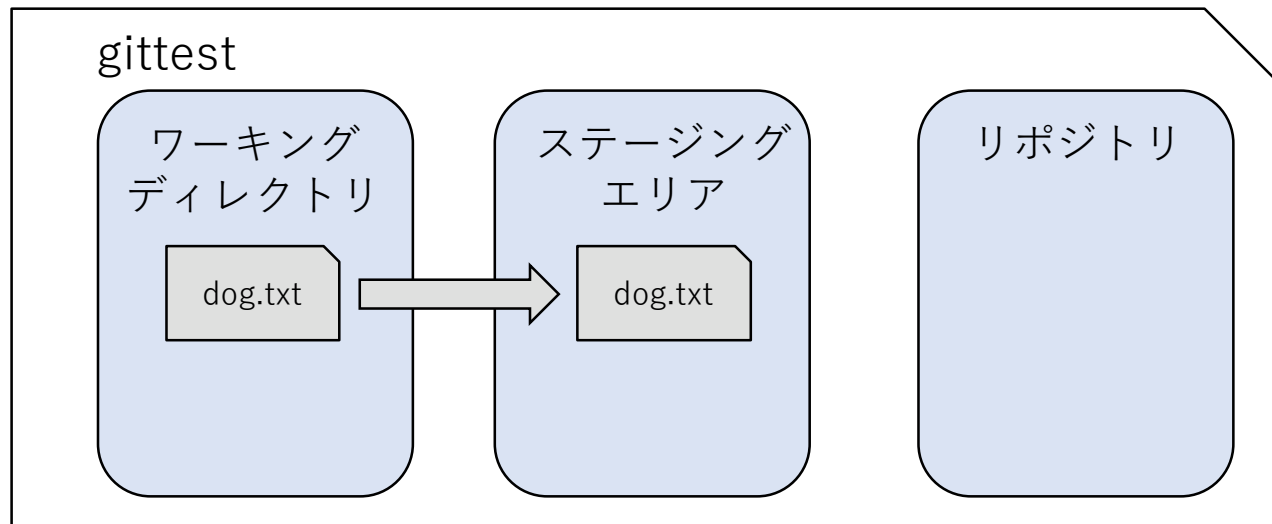 gittest
ワーキング
ディレクトリ
dog.txt
ステージング
エリア
dog.txt
リポジトリ